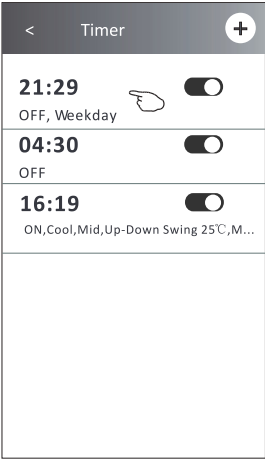 < Timer +
21:29
OFF, Weekday
04:30
OFF
16:19
ON,Cool,Mid,Up-Down Swing 25℃,M...